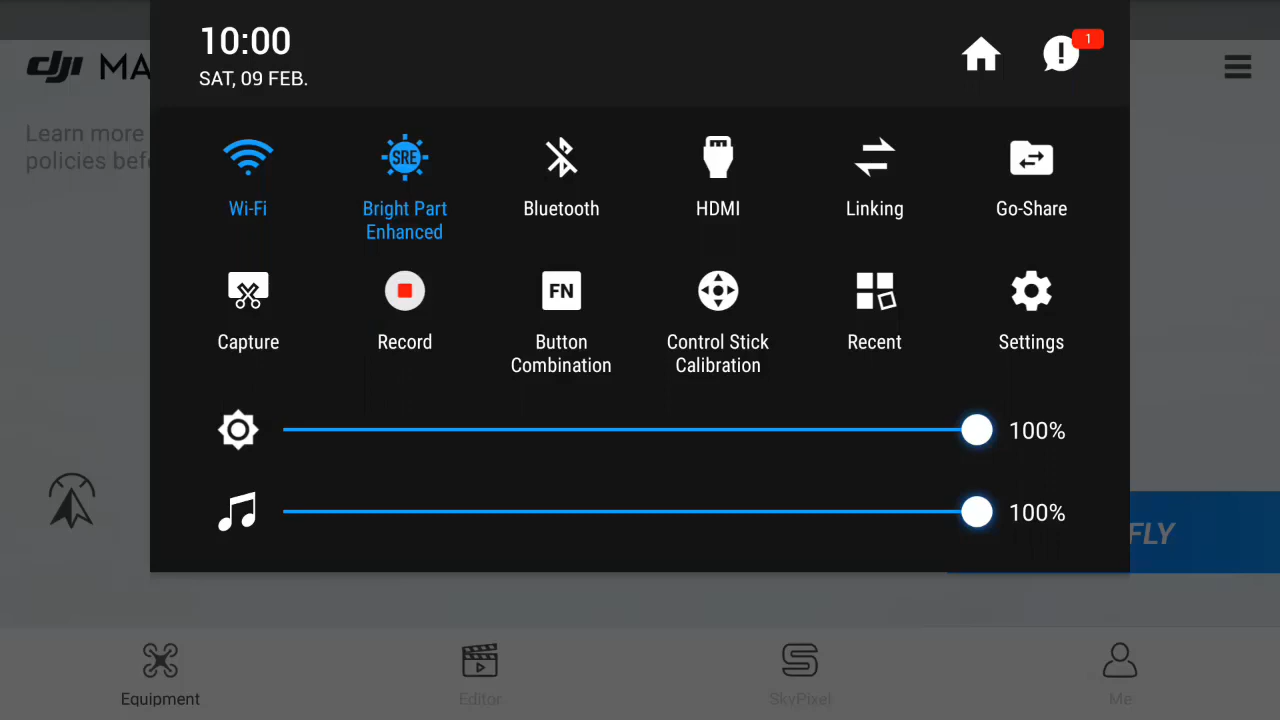 10:00
SAT, 09 FEB.
1
dji MA
Learn more
policies bef
Wi-Fi
SRE
Bright Part
Enhanced
Bluetooth
HDMI
Linking
Go-Share
Capture
Record
FN
Button
Combination
Control Stick
Calibration
Recent
Settings
100%
100%
FLY
Equipment
Editor
SkyPixel
Me